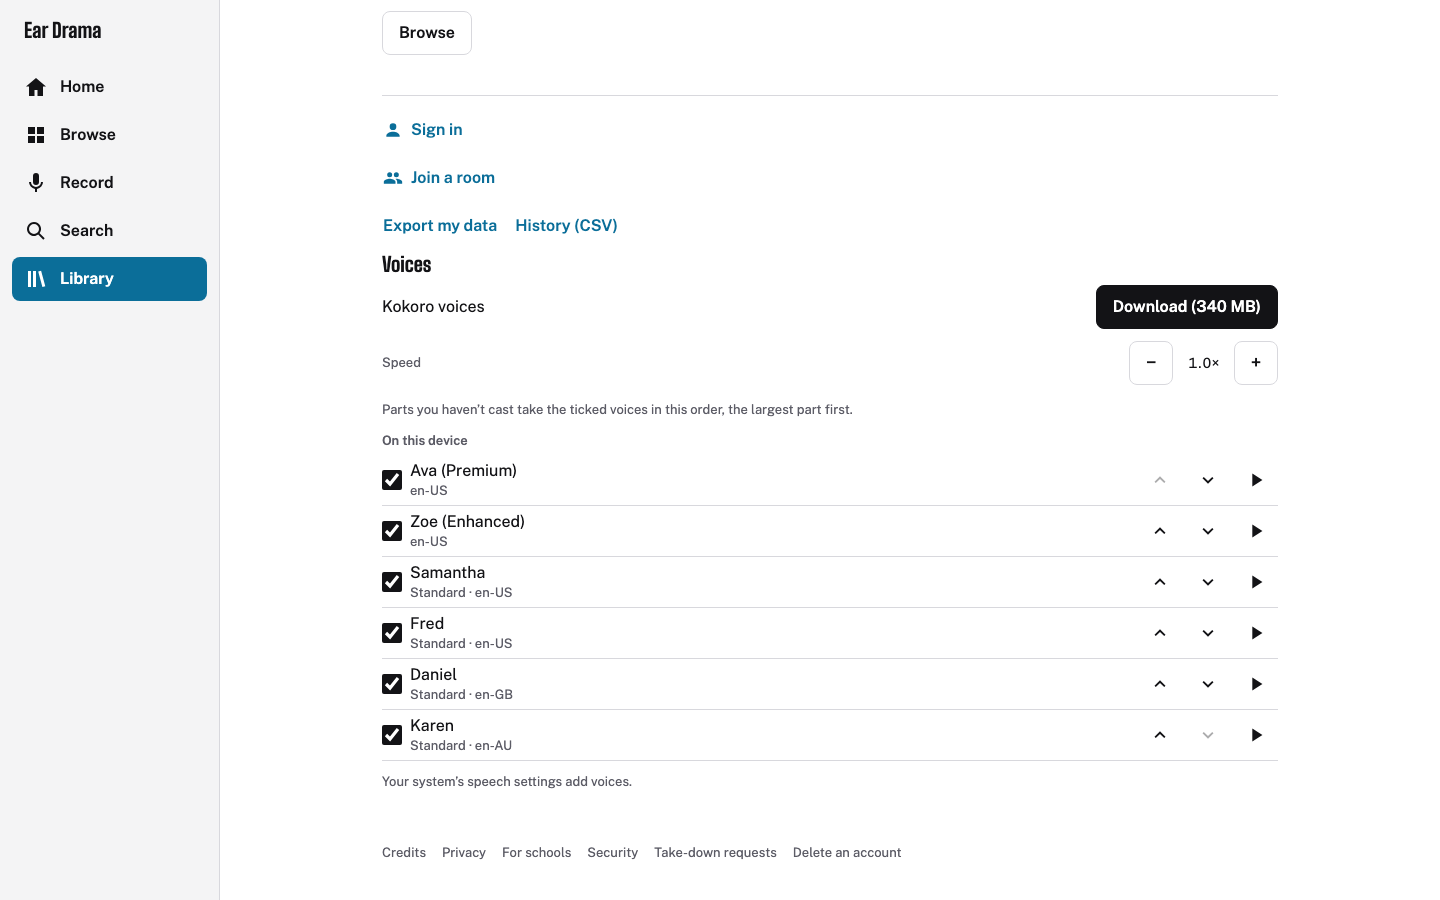 Ear Drama
Home
Browse
Record
Search
Library
Browse
Sign in
Join a room
Export my data History (CSV)
Voices
Kokoro voices Download (340 MB)
Speed − 1.0× +
Parts you haven't cast take the ticked voices in this order, the largest part first.
On this device
Ava (Premium)
en-US
Zoe (Enhanced)
en-US
Samantha
Standard · en-US
Fred
Standard · en-US
Daniel
Standard · en-GB
Karen
Standard · en-AU
Your system's speech settings add voices.
Credits Privacy For schools Security Take-down requests Delete an account